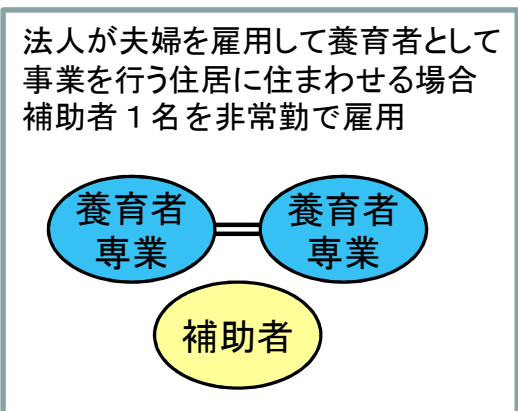 法人が夫婦を雇用して養育者として
事業を行う住居に住まわせる場合
補助者１名を非常勤で雇用
養育者
専業
養育者
専業
補助者